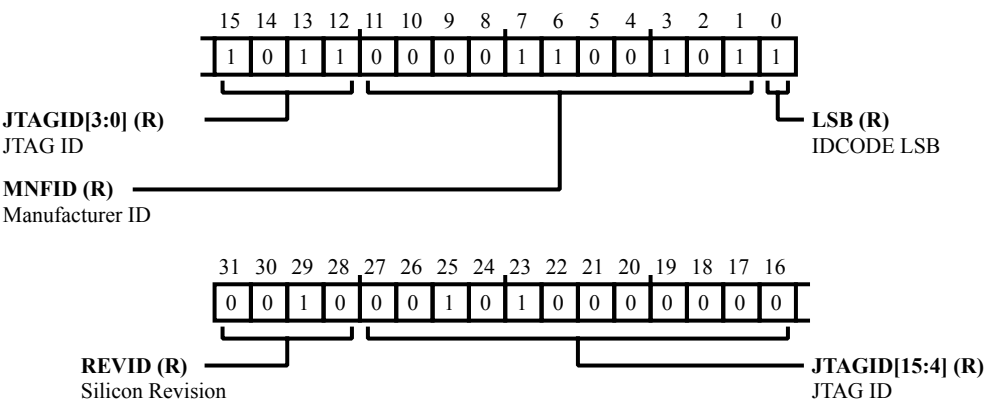 15 14 13 12 11 10 9 8 7 6 5 4 3 2 1 0
1 0 1 1 0 0 0 0 1 1 0 0 1 0 1 1
JTAGID[3:0] (R)
JTAG ID
LSB (R)
IDCODE LSB
MNFID (R)
Manufacturer ID
31 30 29 28 27 26 25 24 23 22 21 20 19 18 17 16
0 0 1 0 0 0 1 0 1 0 0 0 0 0 0 0
REVID (R)
Silicon Revision
JTAGID[15:4] (R)
JTAG ID